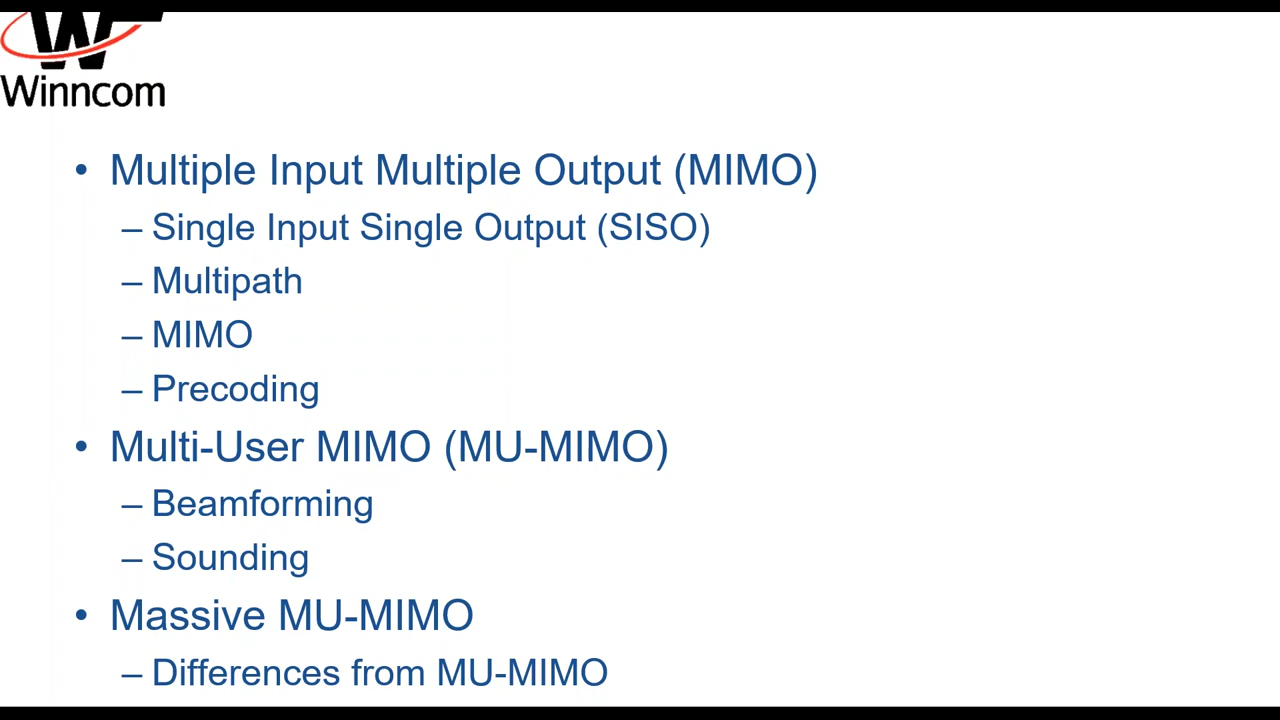 Winncom
• Multiple Input Multiple Output (MIMO)
– Single Input Single Output (SISO)
– Multipath
– MIMO
– Precoding
• Multi-User MIMO (MU-MIMO)
– Beamforming
– Sounding
• Massive MU-MIMO
– Differences from MU-MIMO